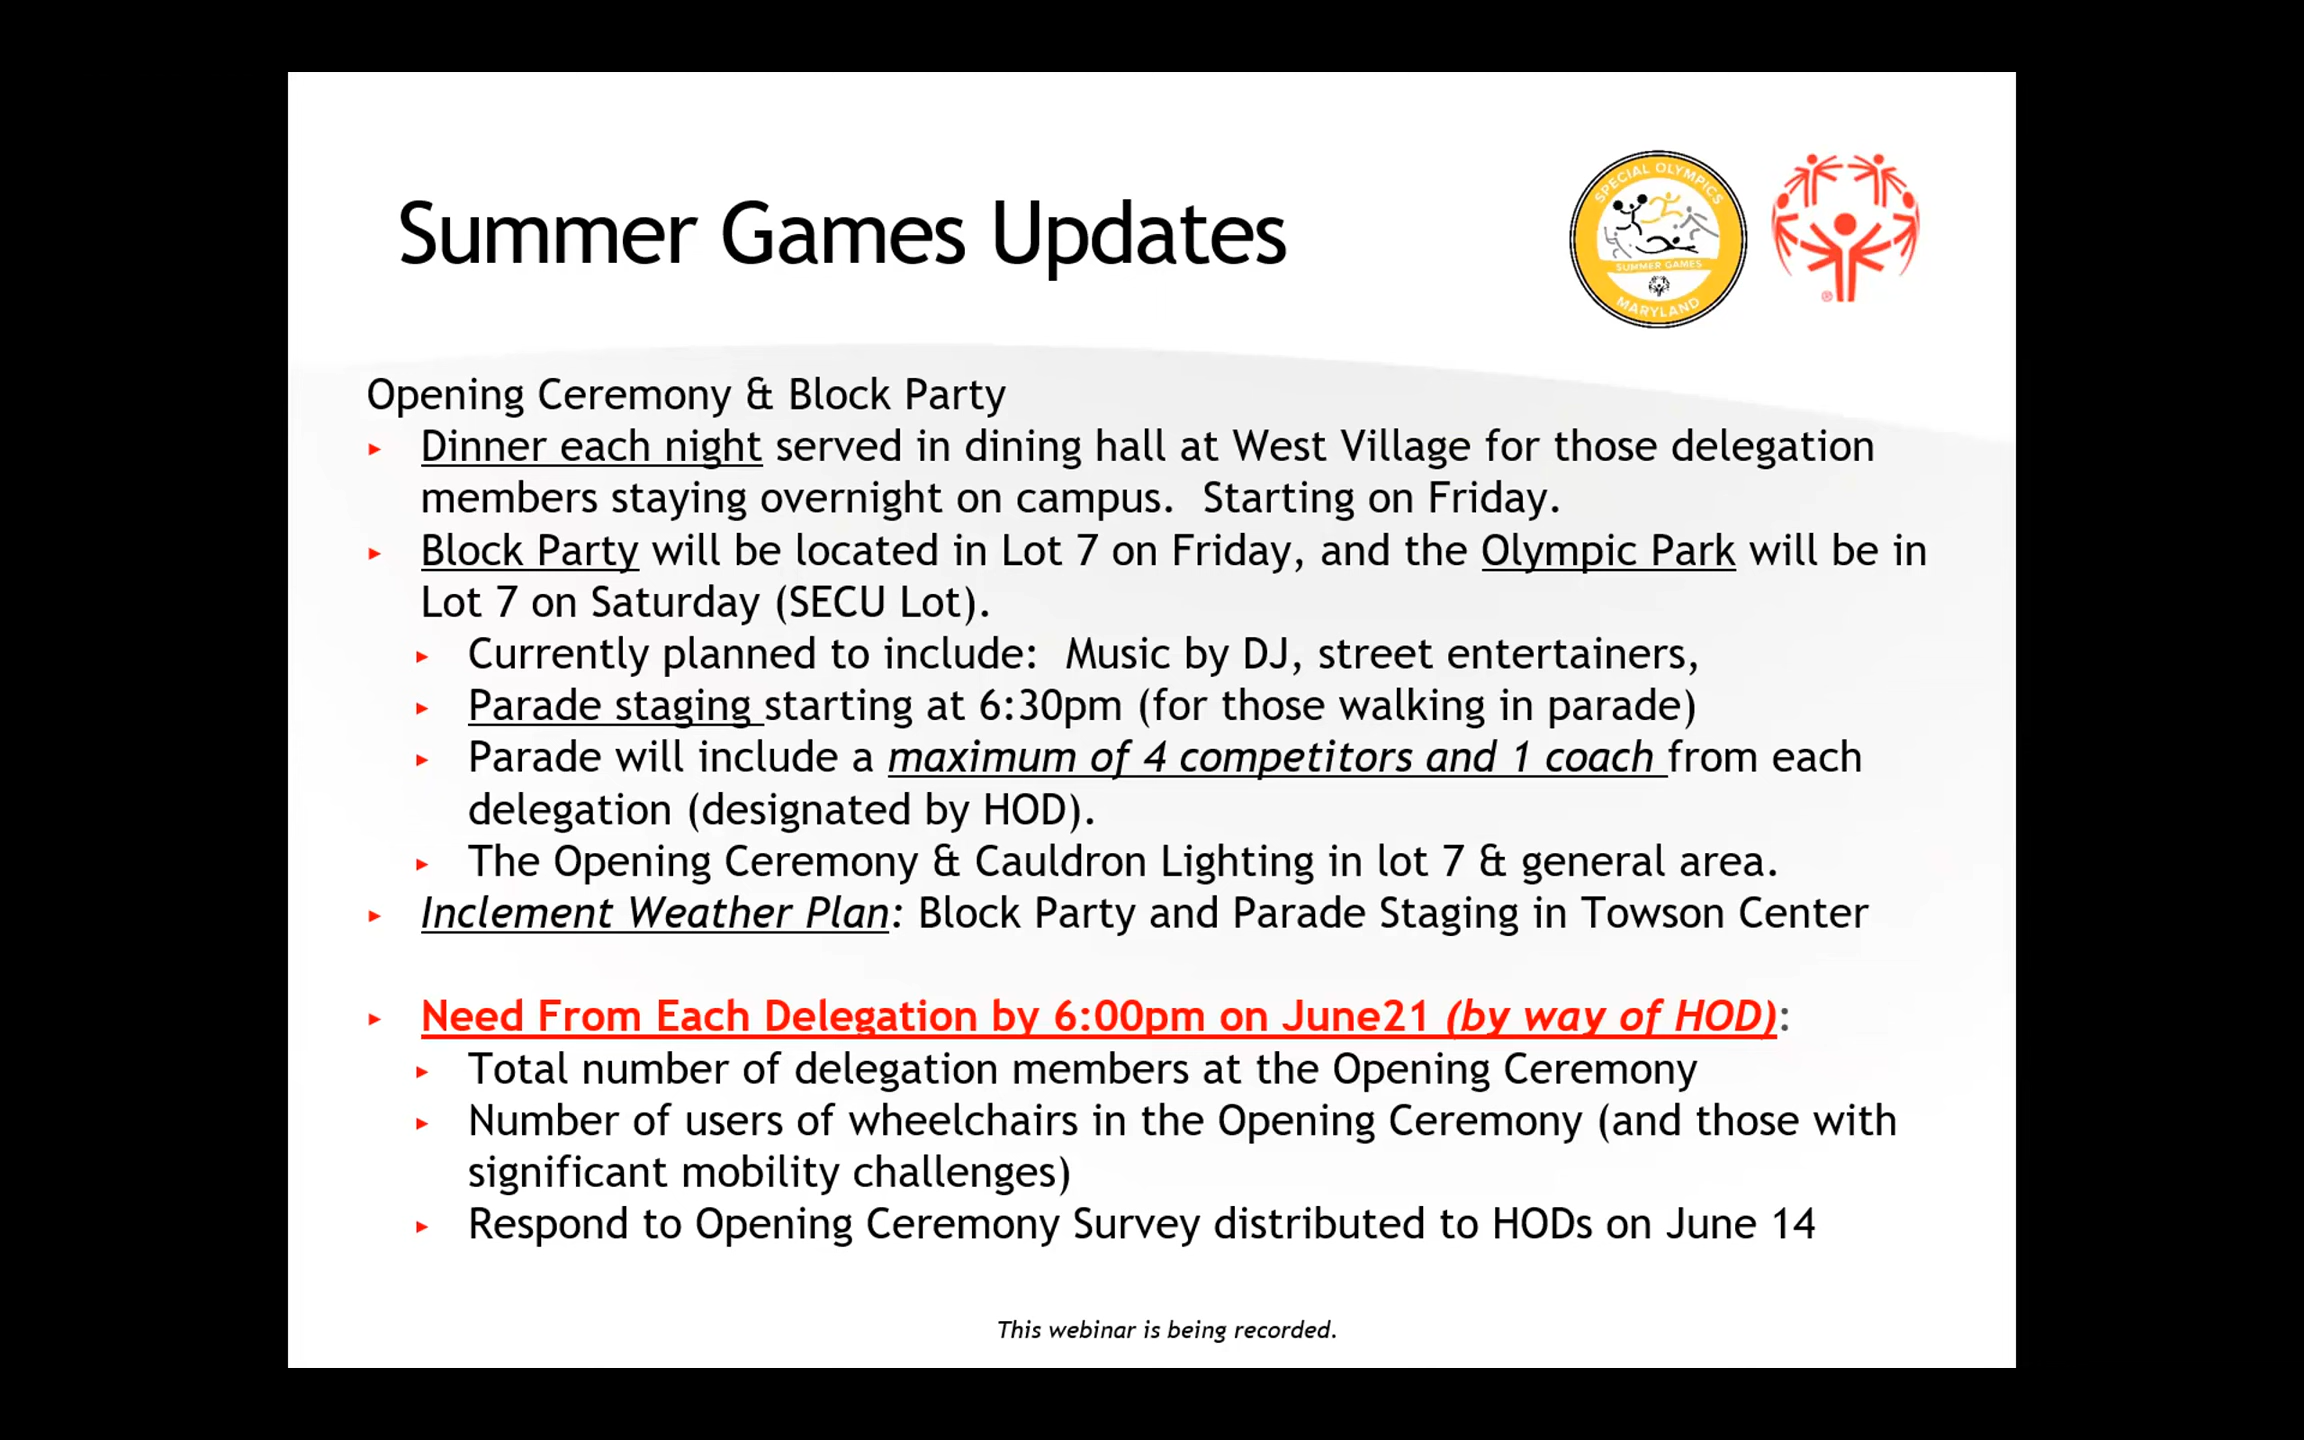 Summer Games Updates
SPECIAL OLYMPICS
SUMMER GAMES
MARYLAND
®
Opening Ceremony & Block Party
Dinner each night served in dining hall at West Village for those delegation
members staying overnight on campus.  Starting on Friday.
Block Party will be located in Lot 7 on Friday, and the Olympic Park will be in
Lot 7 on Saturday (SECU Lot).
Currently planned to include:  Music by DJ, street entertainers,
Parade staging starting at 6:30pm (for those walking in parade)
Parade will include a maximum of 4 competitors and 1 coach from each
delegation (designated by HOD).
The Opening Ceremony & Cauldron Lighting in lot 7 & general area.
Inclement Weather Plan: Block Party and Parade Staging in Towson Center
Need From Each Delegation by 6:00pm on June21 (by way of HOD):
Total number of delegation members at the Opening Ceremony
Number of users of wheelchairs in the Opening Ceremony (and those with
significant mobility challenges)
Respond to Opening Ceremony Survey distributed to HODs on June 14
This webinar is being recorded.